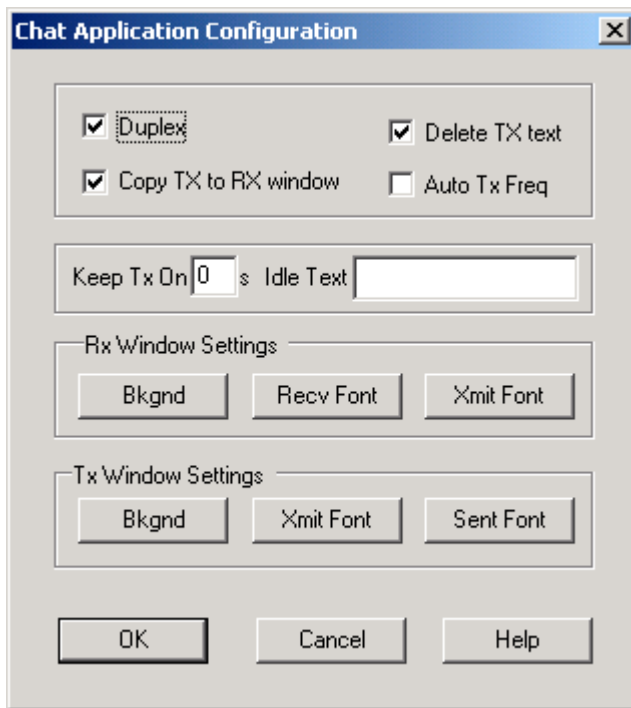 Chat Application Configuration
Duplex
Delete TX text
Copy TX to RX window
Auto Tx Freq
Keep Tx On 0 s Idle Text
Rx Window Settings
Bkgnd Recv Font Xmit Font
Tx Window Settings
Bkgnd Xmit Font Sent Font
OK Cancel Help